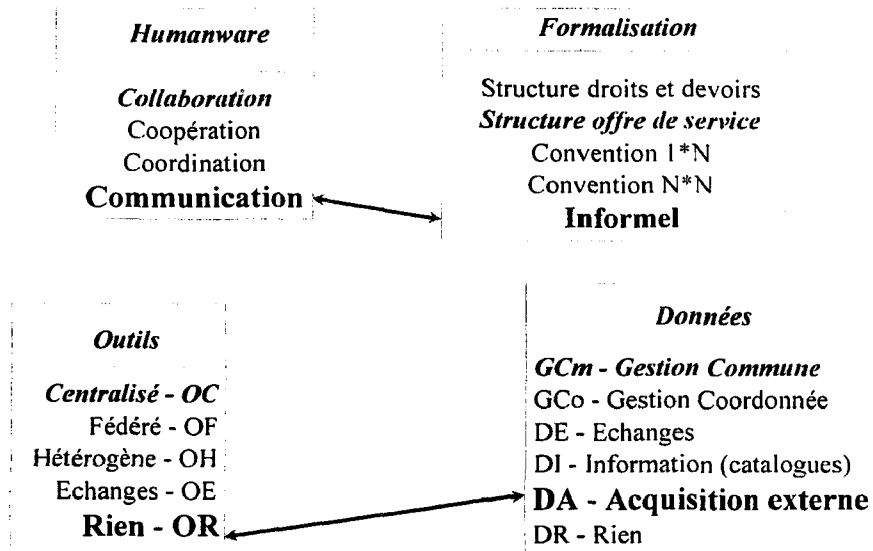 Humanware
Collaboration
Coopération
Coordination
Communication
Formalisation
Structure droits et devoirs
Structure offre de service
Convention 1*N
Convention N*N
Informel
Outils
Centralisé - OC
Fédéré - OF
Hétérogène - OH
Echanges - OE
Rien - OR
Données
GCm - Gestion Commune
GCo - Gestion Coordonnée
DE - Echanges
DI - Information (catalogues)
DA - Acquisition externe
DR - Rien